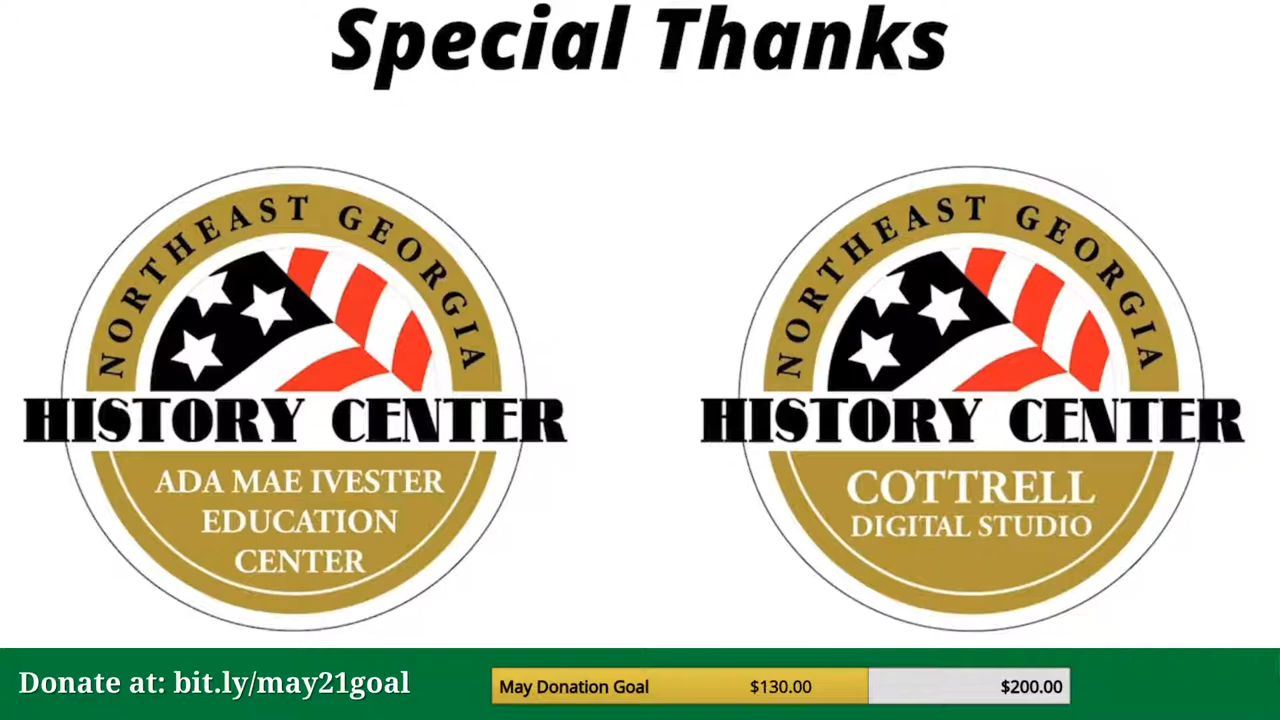 Special Thanks
NORTHEAST GEORGIA
HISTORY CENTER
ADA MAE IVESTER
EDUCATION
CENTER
NORTHEAST GEORGIA
HISTORY CENTER
COTTRELL
DIGITAL STUDIO
Donate at: bit.ly/may21goal
May Donation Goal $130.00 $200.00